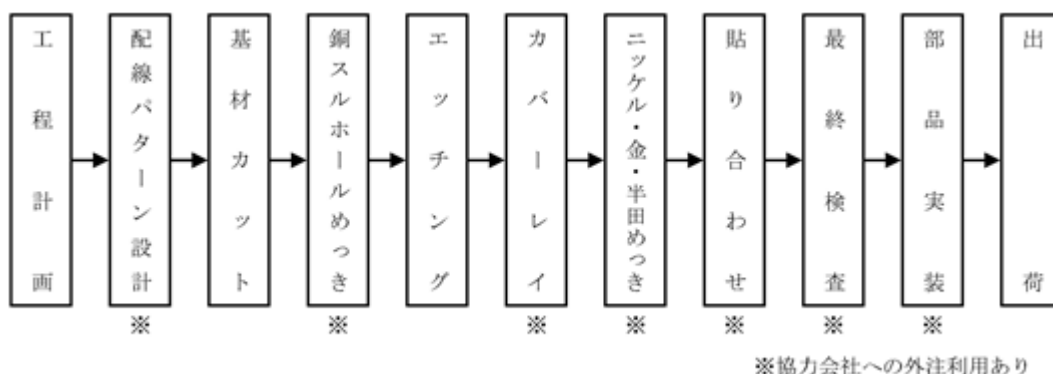 工程計画
配線パターン設計
基材カット
銅スルホールめっき
エッチング
カバーレイ
ニッケル・金・半田めっき
貼り合わせ
最終検査
部品実装
出荷
※
※
※
※
※
※
※
※協力会社への外注利用あり